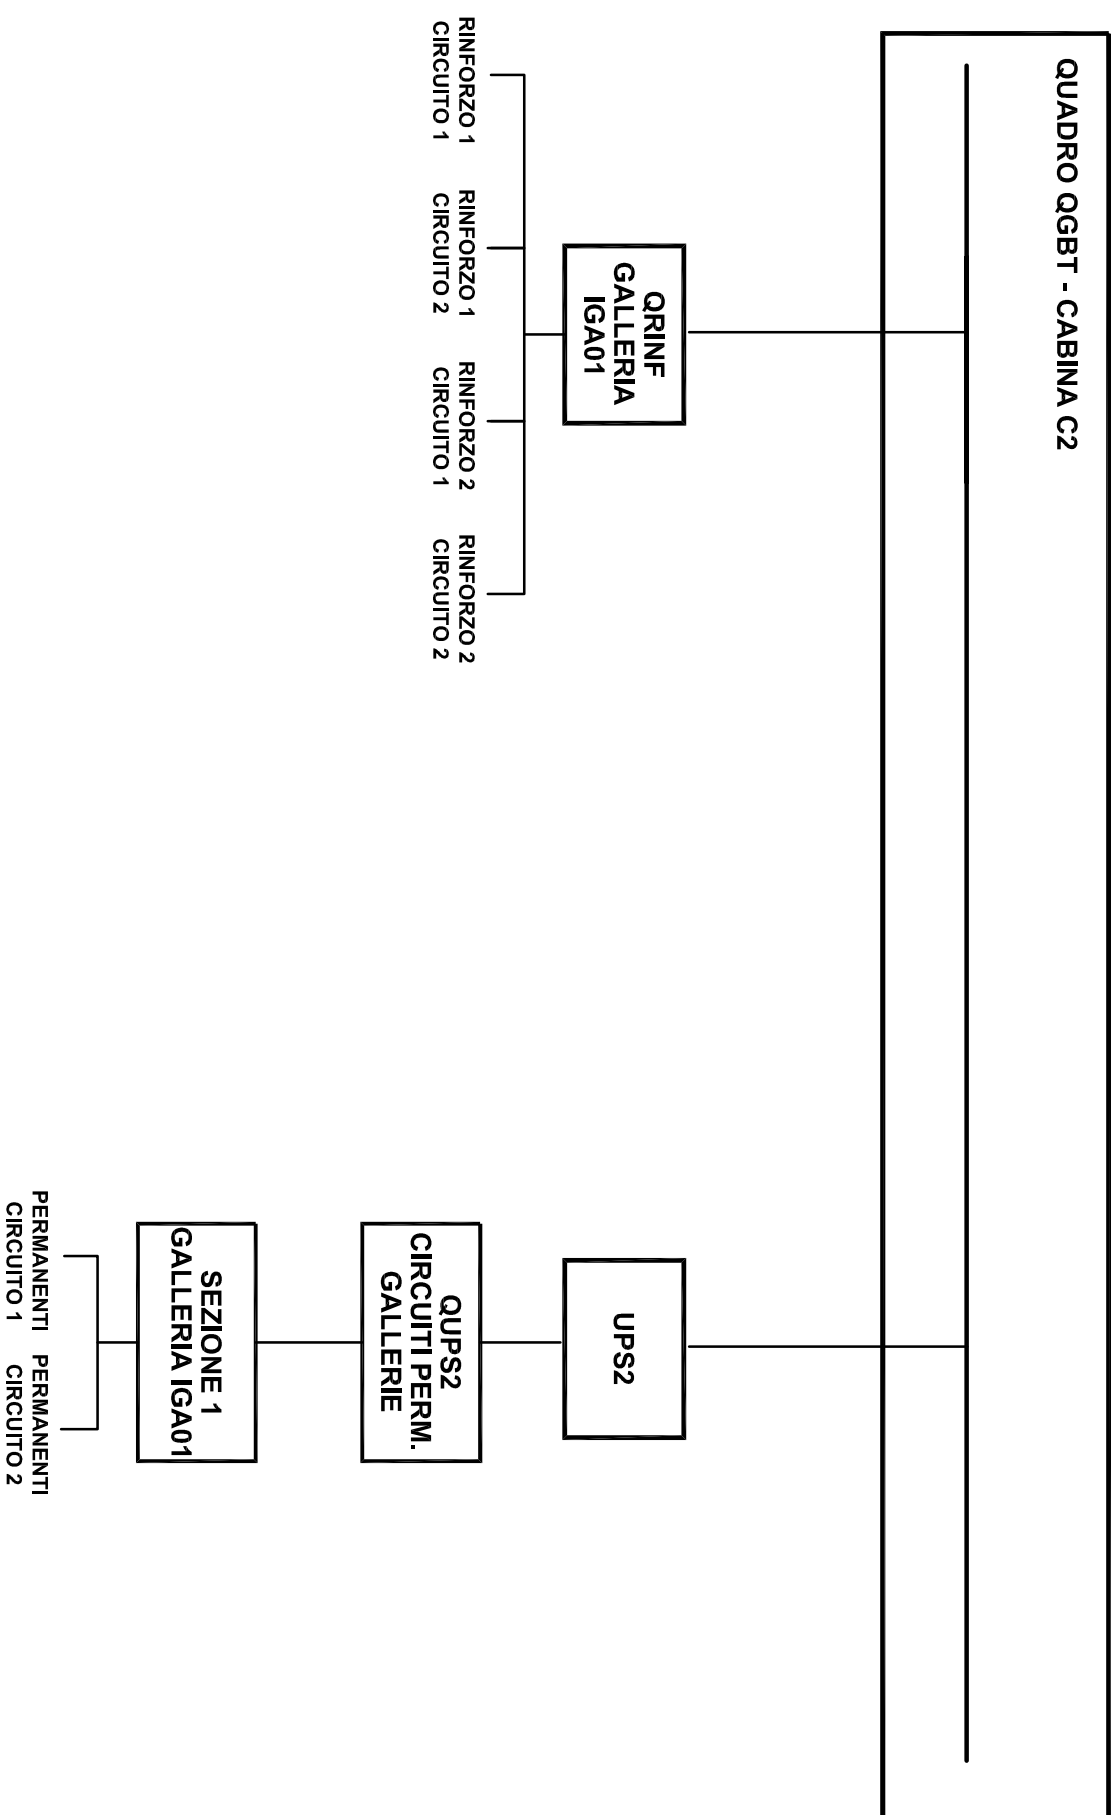 QUADRO QGBT - CABINA C2
QRINF
GALLERIA
IGA01
RINFORZO 1
CIRCUITO 1
RINFORZO 1
CIRCUITO 2
RINFORZO 2
CIRCUITO 1
RINFORZO 2
CIRCUITO 2
UPS2
QUPS2
CIRCUITI PERM.
GALLERIE
SEZIONE 1
GALLERIA IGA01
PERMANENTI
CIRCUITO 1
PERMANENTI
CIRCUITO 2